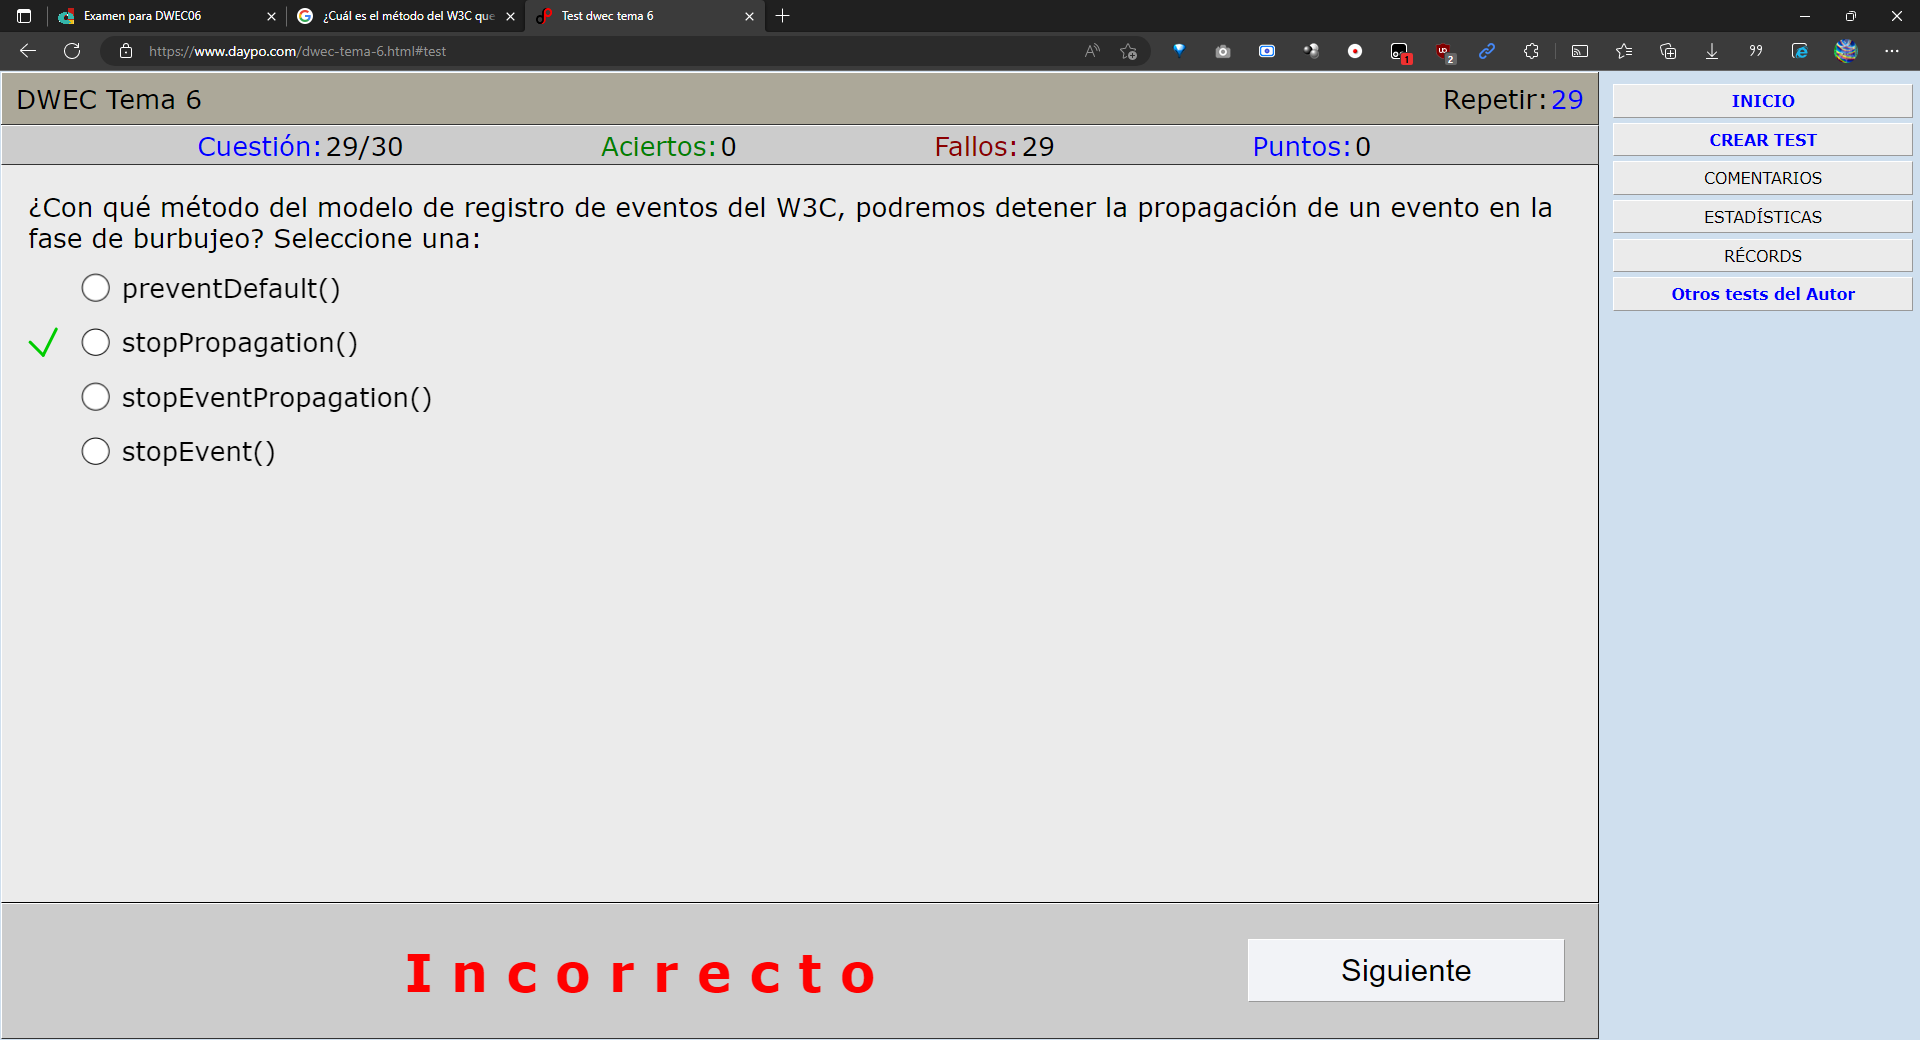 Examen para DWEC06
¿Cuál es el método del W3C que
Test dwec tema 6
https://www.daypo.com/dwec-tema-6.html#test
1
2
DWEC Tema 6
Repetir: 29
Cuestión: 29/30
Aciertos: 0
Fallos: 29
Puntos: 0
¿Con qué método del modelo de registro de eventos del W3C, podremos detener la propagación de un evento en la
fase de burbujeo? Seleccione una:
preventDefault()
stopPropagation()
stopEventPropagation()
stopEvent()
Incorrecto
Siguiente
INICIO
CREAR TEST
COMENTARIOS
ESTADÍSTICAS
RÉCORDS
Otros tests del Autor